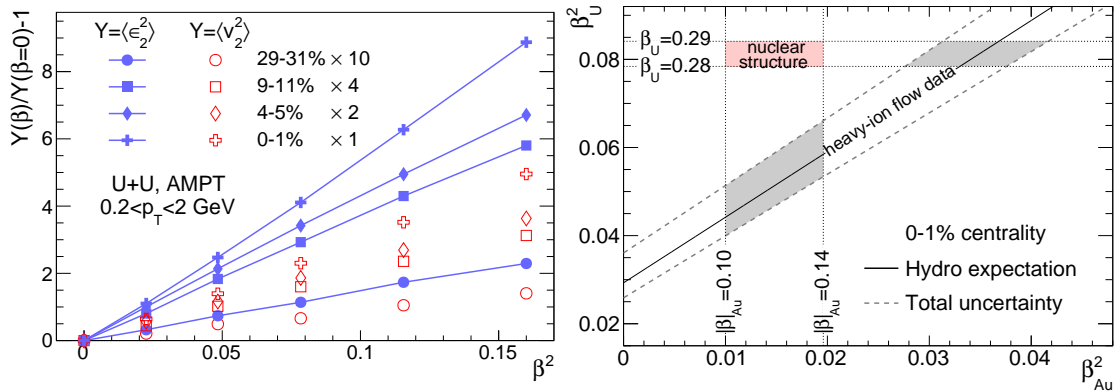 Y(β)/Y(β=0)-1
8
6
4
2
0
Y=⟨ε₂²⟩ Y=⟨v₂²⟩
29-31% × 10
9-11% × 4
4-5% × 2
0-1% × 1
U+U, AMPT
0.2<p_T<2 GeV
0 0.05 0.1 0.15
β²
β²_U
0.08
0.06
0.04
0.02
β_U=0.29
β_U=0.28
nuclear
structure
heavy-ion flow data
|β|_Au=0.10
|β|_Au=0.14
0-1% centrality
Hydro expectation
Total uncertainty
0 0.01 0.02 0.03 0.04
β²_Au